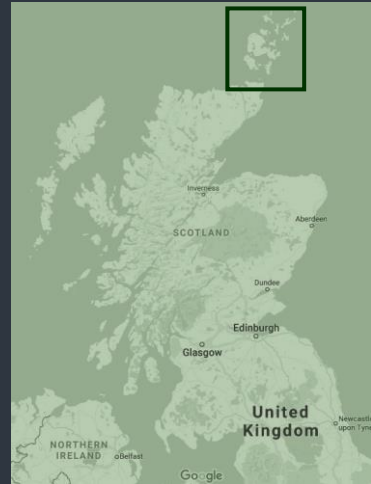 Inverness
Aberdeen
SCOTLAND
Dundee
Edinburgh
Glasgow
United
Kingdom
Newcastle
upon Tyne
NORTHERN
IRELAND
Belfast
Google